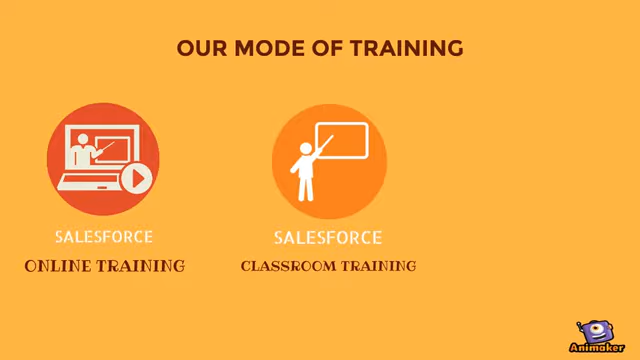 OUR MODE OF TRAINING
SALESFORCE
ONLINE TRAINING
SALESFORCE
CLASSROOM TRAINING
Animaker